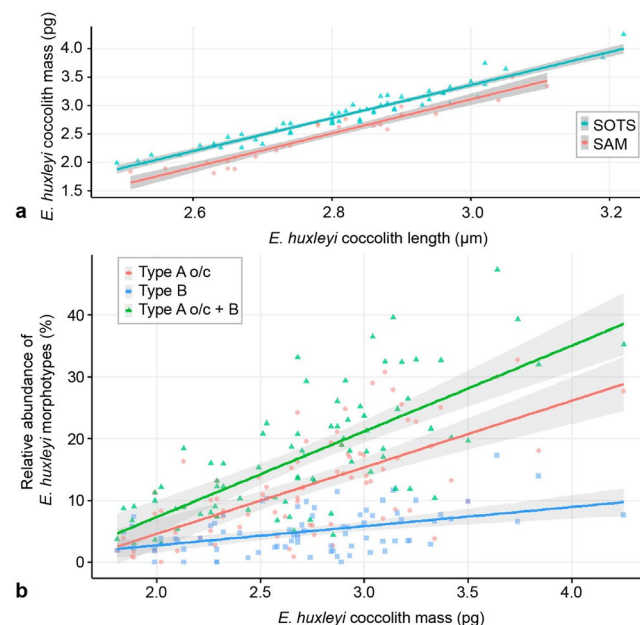 E. huxleyi coccolith mass (pg)
4.0
3.5
3.0
2.5
2.0
1.5
SOTS
SAM
2.6
2.8
3.0
3.2
a
E. huxleyi coccolith length (µm)
Relative abundance of
E. huxleyi morphotypes (%)
Type A o/c
Type B
Type A o/c + B
40
30
20
10
0
2.0
2.5
3.0
3.5
4.0
b
E. huxleyi coccolith mass (pg)